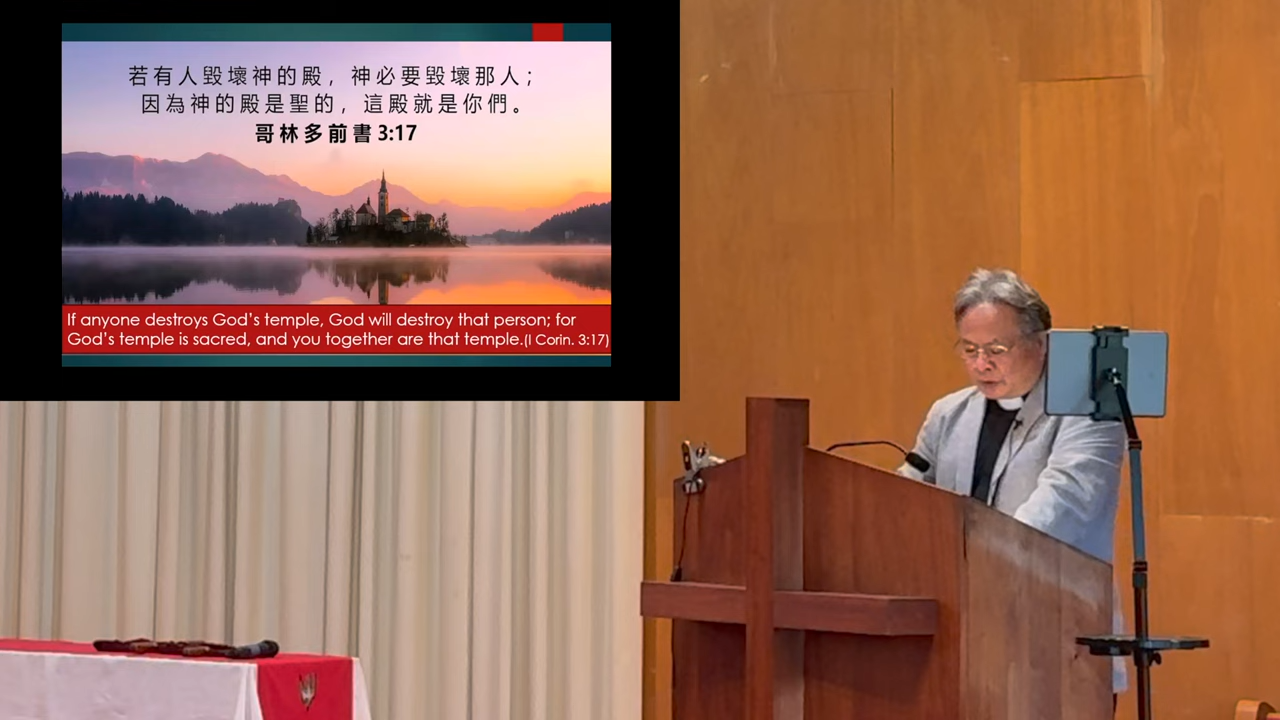 若有人毀壞神的殿，神必要毀壞那人；
因為神的殿是聖的，這殿就是你們。
哥林多前書 3:17
If anyone destroys God's temple, God will destroy that person; for
God's temple is sacred, and you together are that temple.(I Corin. 3:17)